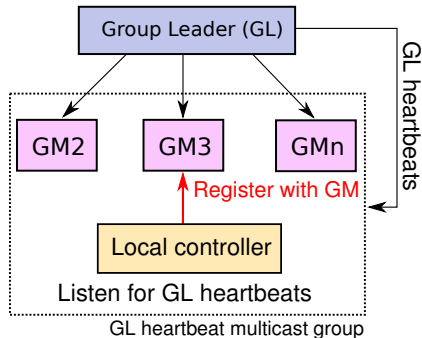 Group Leader (GL)
GL heartbeats
GM2
GM3
GMn
Register with GM
Local controller
Listen for GL heartbeats
GL heartbeat multicast group